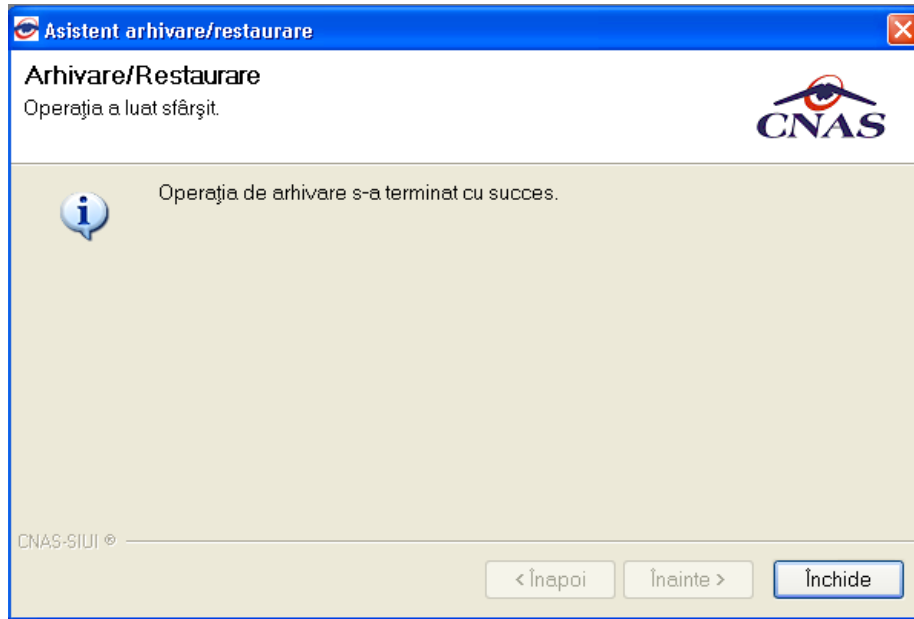 Asistent arhivare/restaurare
Arhivare/Restaurare
Operaţia a luat sfârşit.
CNAS
Operaţia de arhivare s-a terminat cu succes.
CNAS-SIUI ®
< Înapoi
Înainte >
Închide